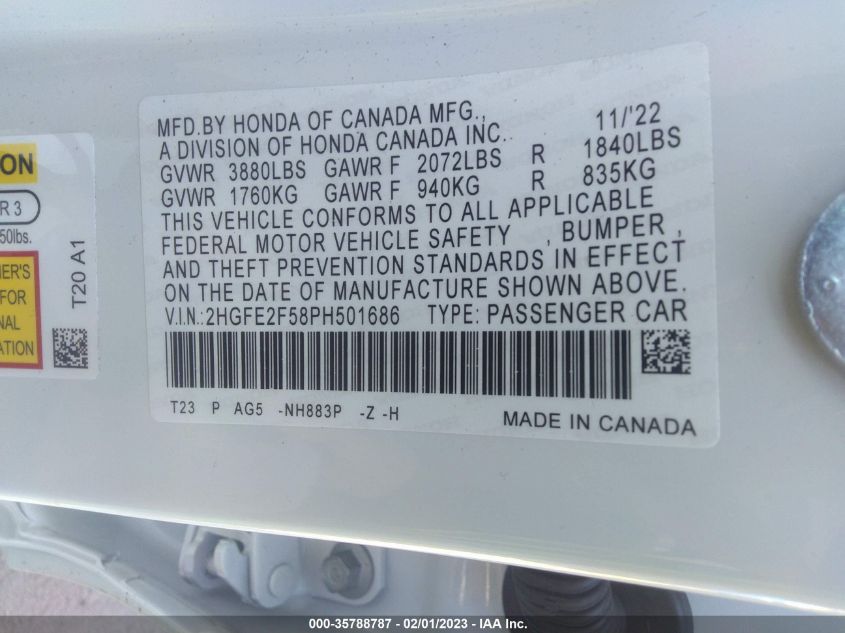 MFD.BY HONDA OF CANADA MFG., 11/'22
A DIVISION OF HONDA CANADA INC.
GVWR 3880LBS GAWR F 2072LBS R 1840LBS
GVWR 1760KG GAWR F 940KG R 835KG
THIS VEHICLE CONFORMS TO ALL APPLICABLE
FEDERAL MOTOR VEHICLE SAFETY , BUMPER ,
AND THEFT PREVENTION STANDARDS IN EFFECT
ON THE DATE OF MANUFACTURE SHOWN ABOVE.
V.I.N.:2HGFE2F58PH501686 TYPE: PASSENGER CAR
T23 P AG5 -NH883P -Z -H
MADE IN CANADA
ON
R 3
50lbs.
ER'S
FOR
NAL
ATION
T20 A1
000-35788787 - 02/01/2023 - IAA Inc.